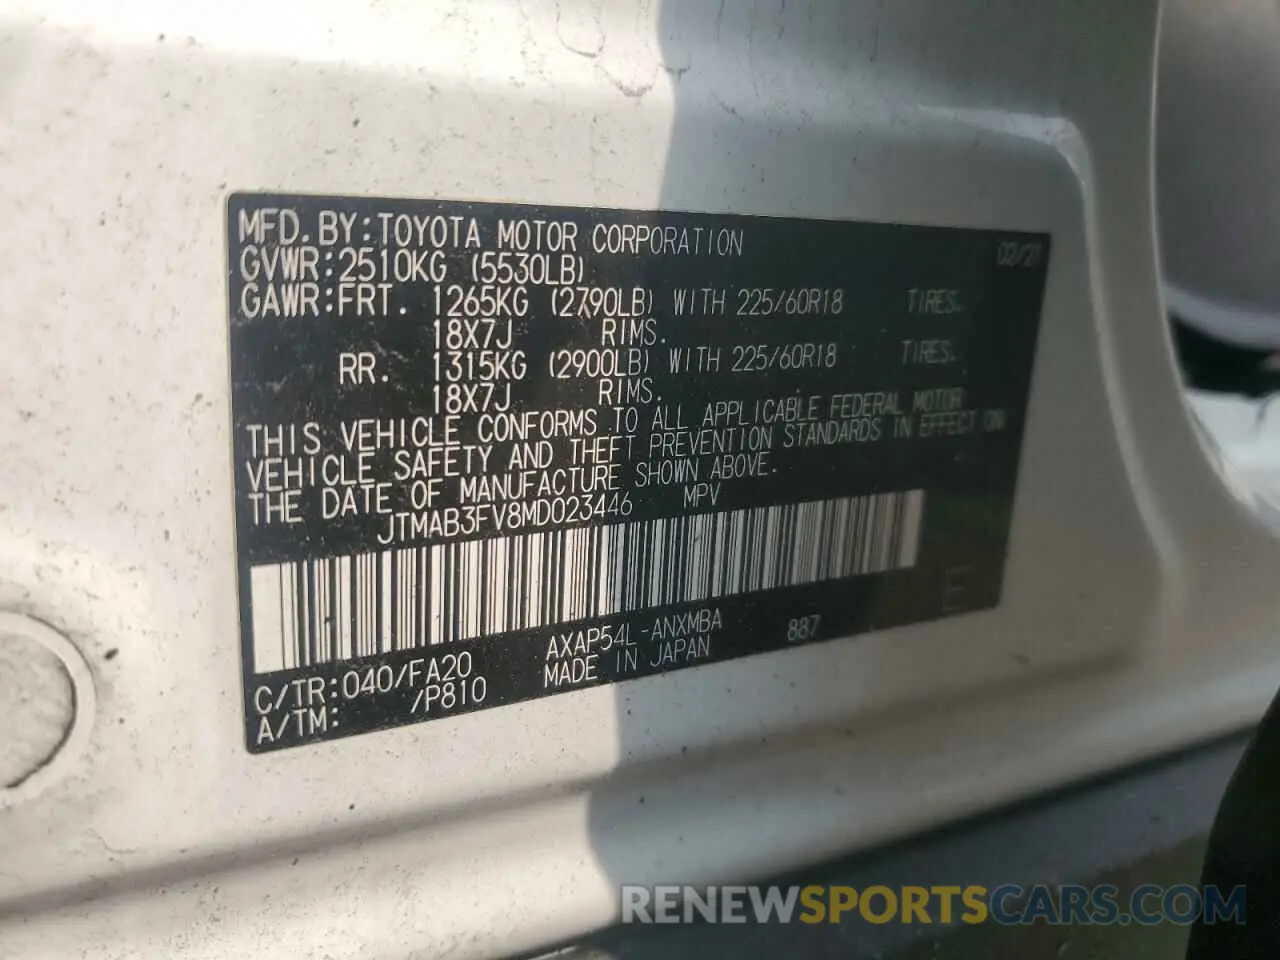 MFD. BY: TOYOTA MOTOR CORPORATION 02/21
GVWR: 2510KG (5530LB)
GAWR: FRT. 1265KG (2790LB) WITH 225/60R18 TIRES.
18X7J RIMS.
RR. 1315KG (2900LB) WITH 225/60R18 TIRES.
18X7J RIMS.
THIS VEHICLE CONFORMS TO ALL APPLICABLE FEDERAL MOTOR
VEHICLE SAFETY AND THEFT PREVENTION STANDARDS IN EFFECT ON
THE DATE OF MANUFACTURE SHOWN ABOVE.
JTMAB3FV8MD023446 MPV
C/TR: 040/FA20 AXAP54L-ANXMBA 887
A/TM: /P810 MADE IN JAPAN
RENEWSPORTSCARS.COM